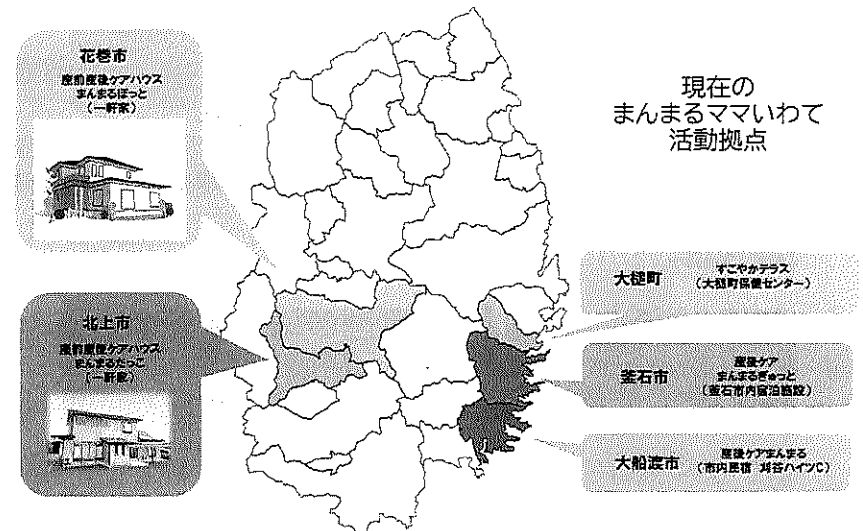 花巻市
産前産後ケアハウス
まんまるぽっと
(一軒家)
現在の
まんまるママいわて
活動拠点
大槌町
すこやかテラス
(大槌町保健センター)
北上市
産前産後ケアハウス
まんまるだっこ
(一軒家)
釜石市
産後ケア
まんまるぎゅっと
(釜石市内宿泊施設)
大船渡市
産後ケアまんまる
(市内民宿 刈谷ハイツC)